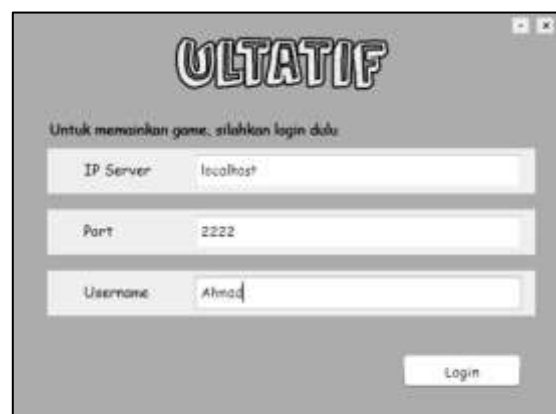 ULTATIF
Untuk memainkan game, silahkan login dulu
IP Server localhost
Port 2222
Username Ahmad
Login